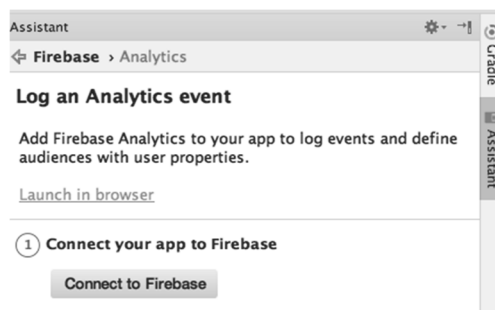 Assistant
Firebase › Analytics
Log an Analytics event
Add Firebase Analytics to your app to log events and define
audiences with user properties.
Launch in browser
1 Connect your app to Firebase
Connect to Firebase
Gradle
Assistant